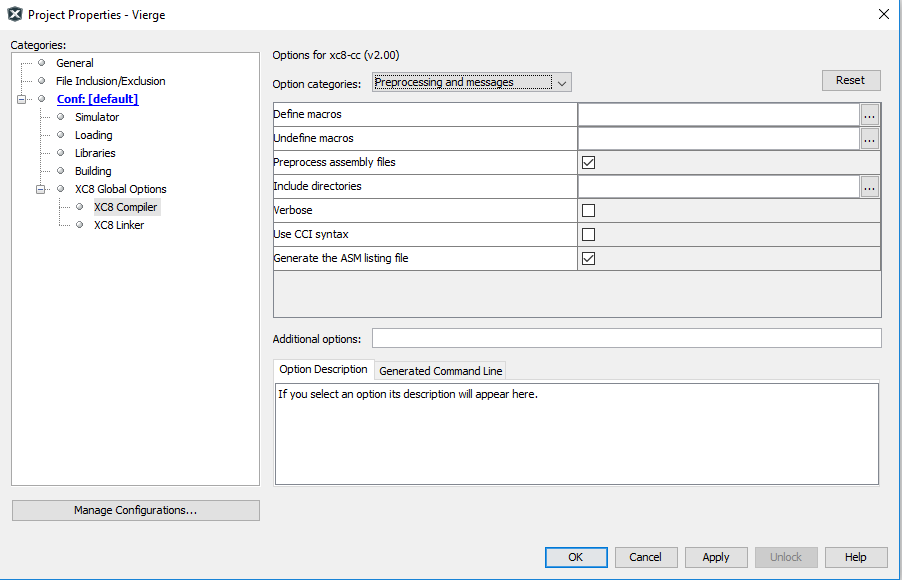 Project Properties - Vierge
Categories:
General
File Inclusion/Exclusion
Conf: [default]
Simulator
Loading
Libraries
Building
XC8 Global Options
XC8 Compiler
XC8 Linker
Manage Configurations...
Options for xc8-cc (v2.00)
Option categories: Preprocessing and messages Reset
Define macros ...
Undefine macros ...
Preprocess assembly files
Include directories ...
Verbose
Use CCI syntax
Generate the ASM listing file
Additional options:
Option Description Generated Command Line
If you select an option its description will appear here.
OK Cancel Apply Unlock Help